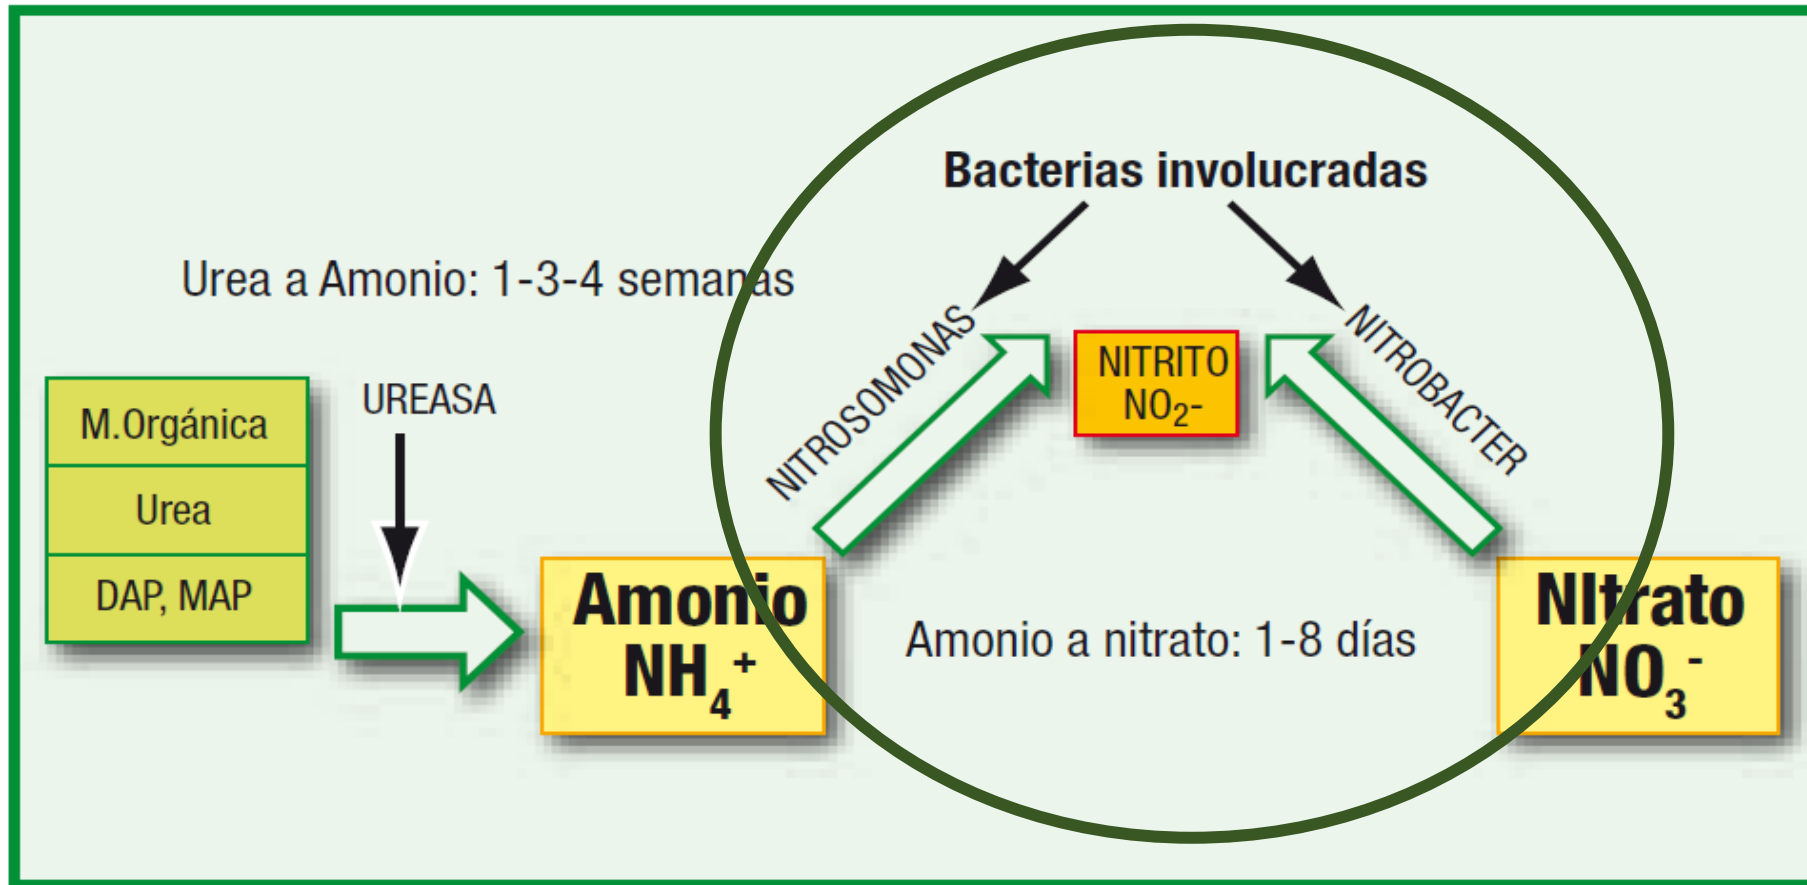 Bacterias involucradas
Urea a Amonio: 1-3-4 semanas
NITROSOMONAS
NITROBACTER
NITRITO
NO₂-
UREASA
M.Orgánica
Urea
DAP, MAP
Amonio
NH₄⁺
Amonio a nitrato: 1-8 días
NItrato
NO₃⁻